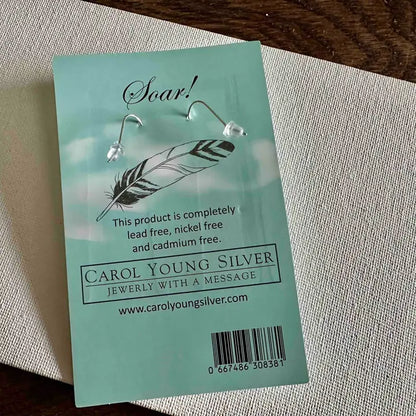 Soar!
This product is completely
lead free, nickel free
and cadmium free.
CAROL YOUNG SILVER
JEWERLY WITH A MESSAGE
www.carolyoungsilver.com
0 667486 308381